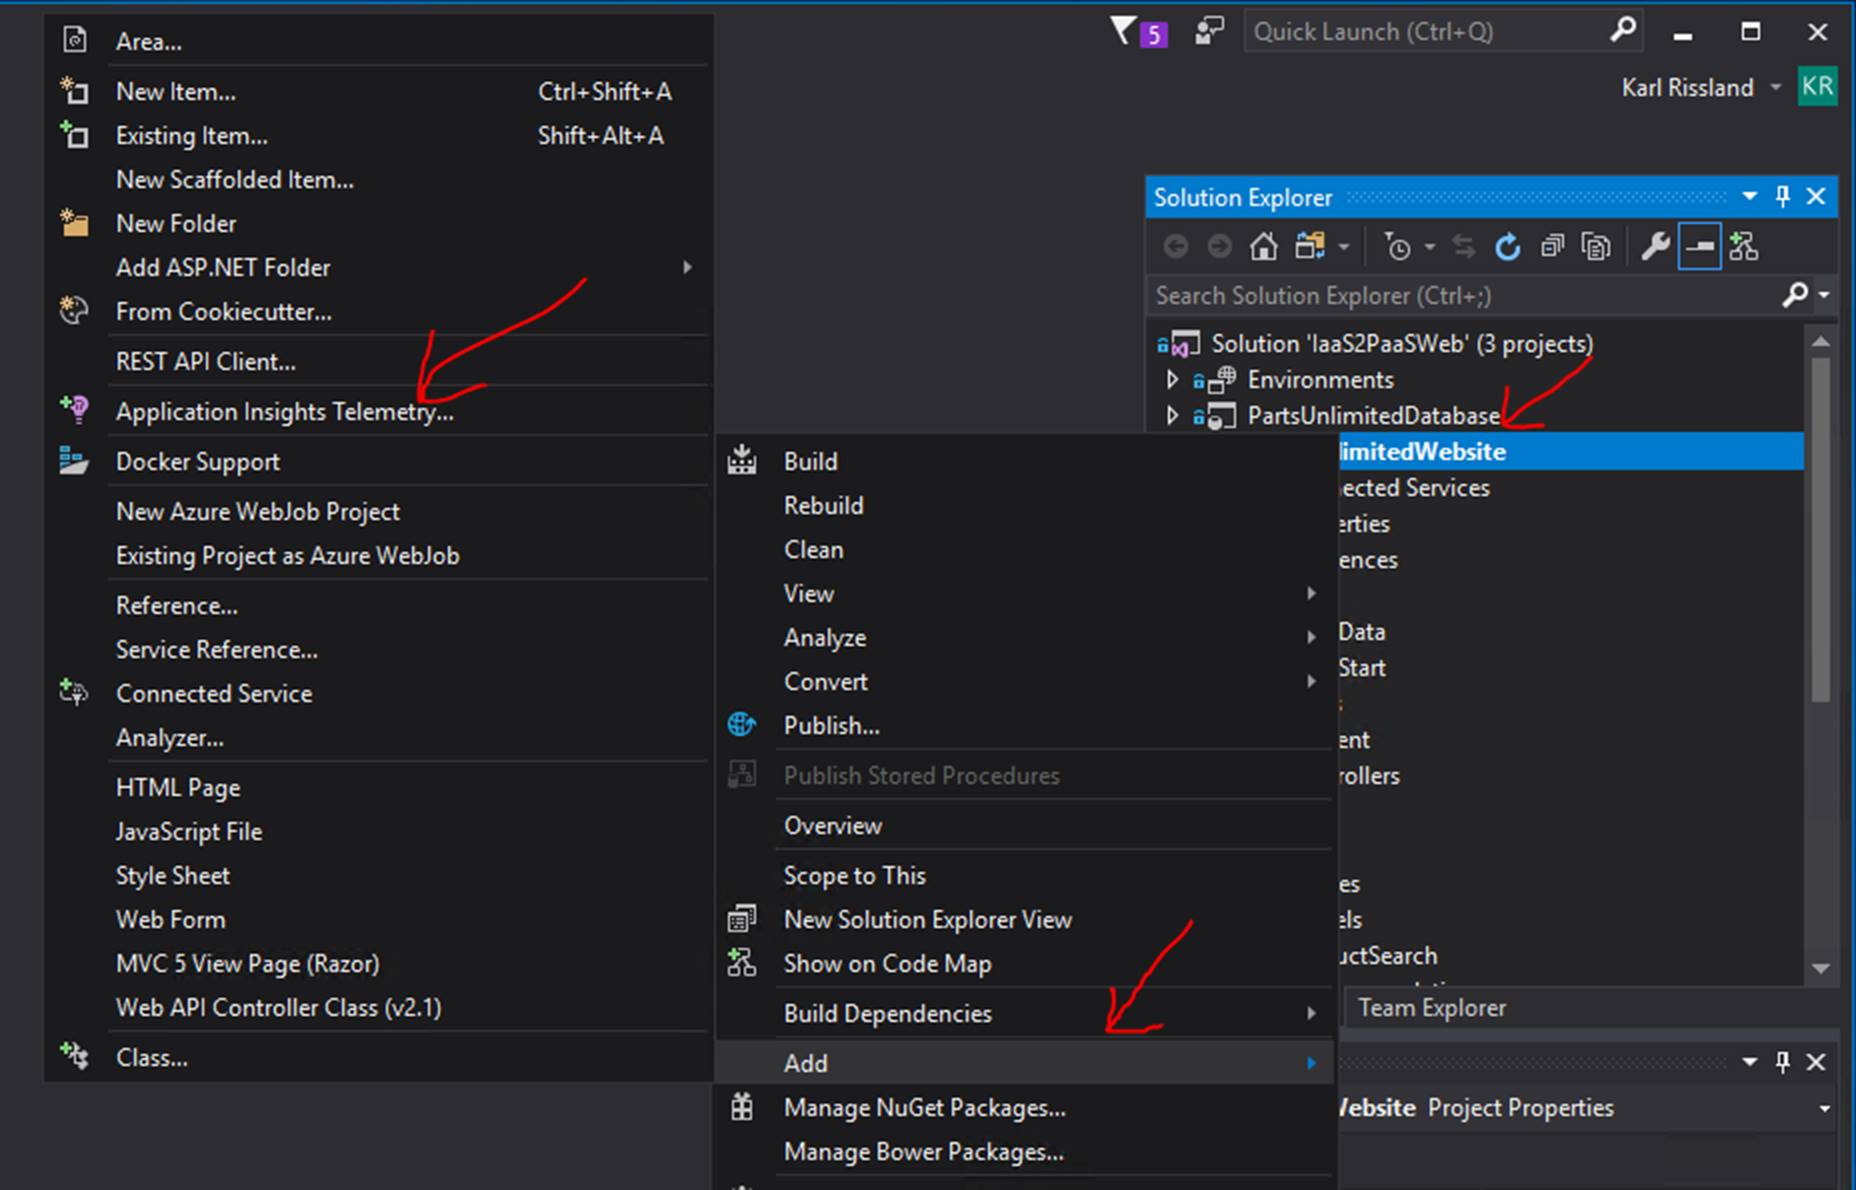 Area...
New Item... Ctrl+Shift+A
Existing Item... Shift+Alt+A
New Scaffolded Item...
New Folder
Add ASP.NET Folder
From Cookiecutter...
REST API Client...
Application Insights Telemetry...
Docker Support
New Azure WebJob Project
Existing Project as Azure WebJob
Reference...
Service Reference...
Connected Service
Analyzer...
HTML Page
JavaScript File
Style Sheet
Web Form
MVC 5 View Page (Razor)
Web API Controller Class (v2.1)
Class...
Build
Rebuild
Clean
View
Analyze
Convert
Publish...
Publish Stored Procedures
Overview
Scope to This
New Solution Explorer View
Show on Code Map
Build Dependencies
Add
Manage NuGet Packages...
Manage Bower Packages...
5
Quick Launch (Ctrl+Q)
Karl Rissland KR
Solution Explorer
Search Solution Explorer (Ctrl+;)
Solution 'IaaS2PaaSWeb' (3 projects)
Environments
PartsUnlimitedDatabase
limitedWebsite
ected Services
erties
ences
Data
Start
ent
rollers
es
els
uctSearch
Team Explorer
Website Project Properties